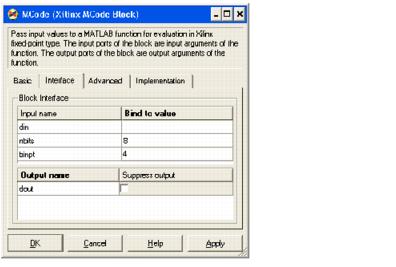 MCode (Xilinx MCode Block)
Pass input values to a MATLAB function for evaluation in Xilinx
fixed-point type. The input ports of the block are input arguments of the
function. The output ports of the block are output arguments of the
function.
Basic Interface Advanced Implementation
Block Interface
Input name Bind to value
din
nbits 8
binpt 4
Output name Suppress output
dout
OK Cancel Help Apply